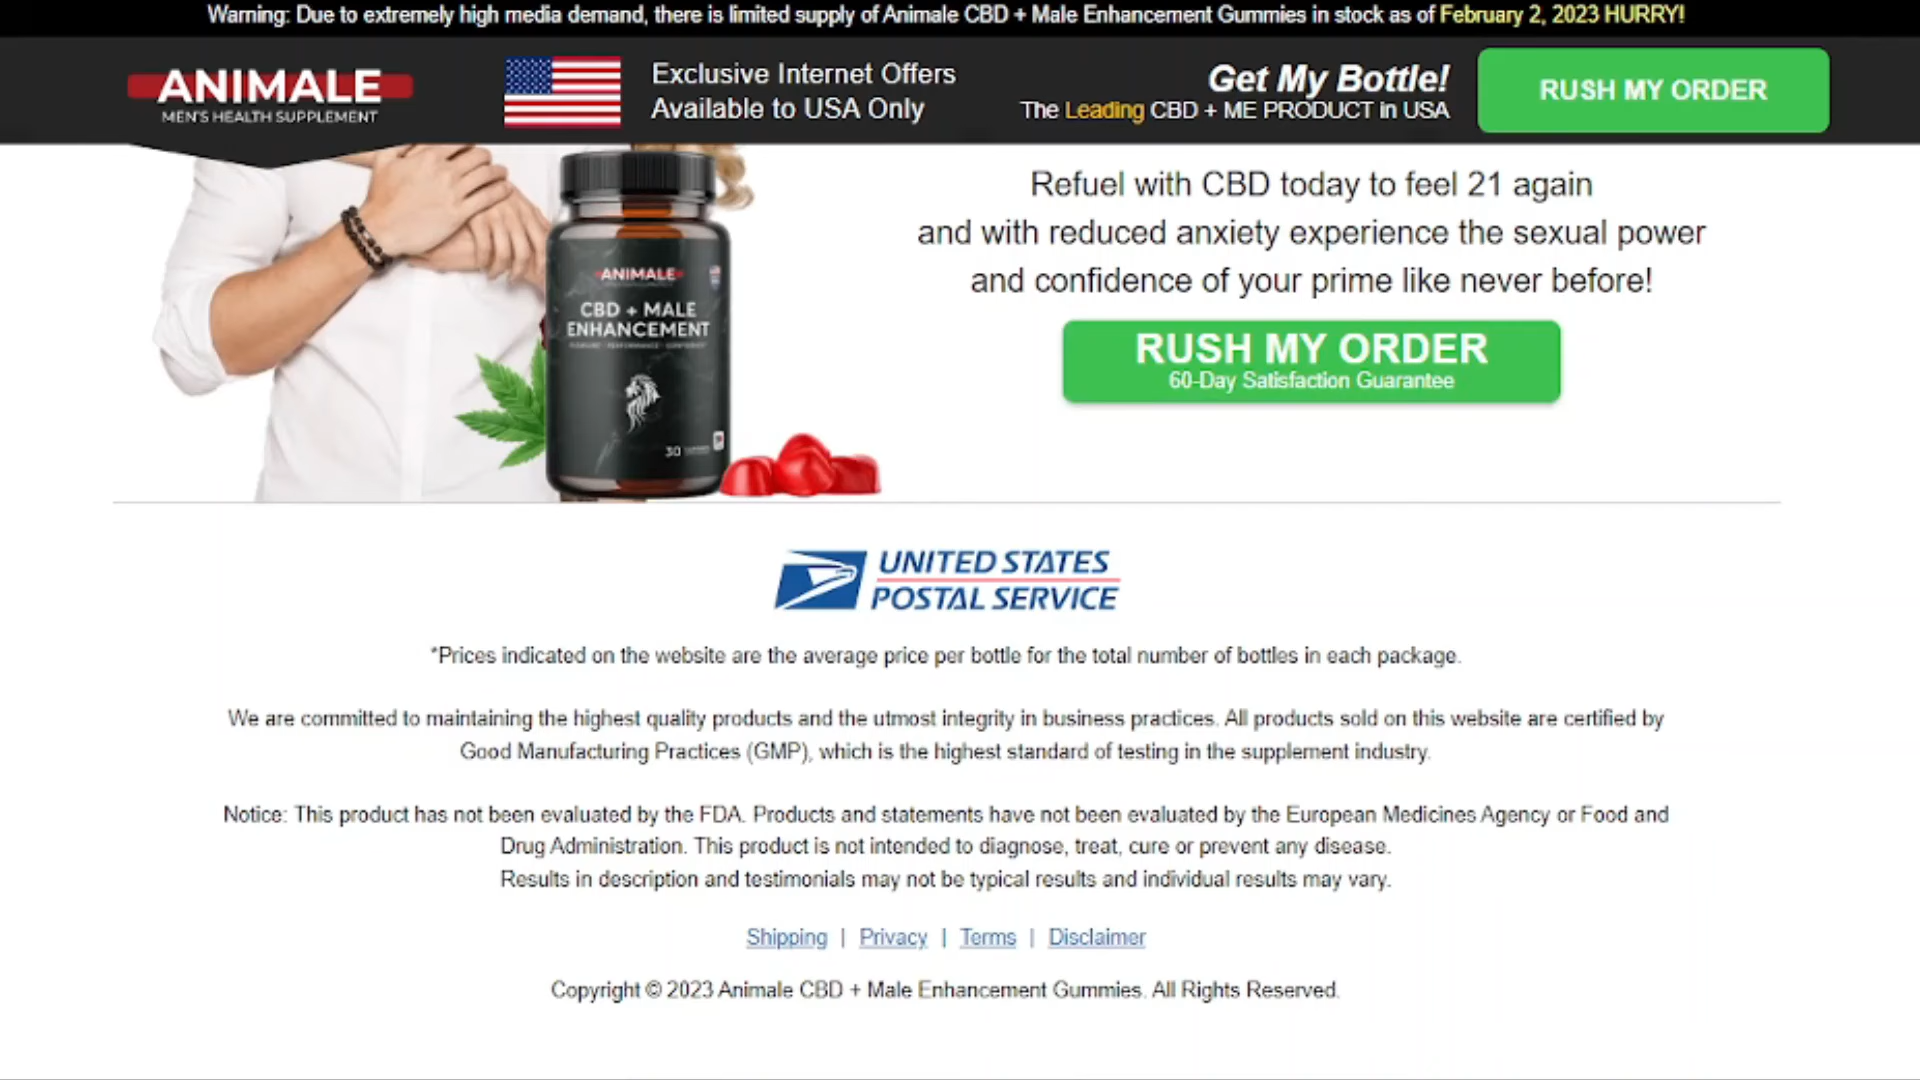 Warning: Due to extremely high media demand, there is limited supply of Animale CBD + Male Enhancement Gummies in stock as of February 2, 2023 HURRY!
ANIMALE
MEN'S HEALTH SUPPLEMENT
Exclusive Internet Offers
Available to USA Only
Get My Bottle!
The Leading CBD + ME PRODUCT in USA
RUSH MY ORDER
Refuel with CBD today to feel 21 again
and with reduced anxiety experience the sexual power
and confidence of your prime like never before!
RUSH MY ORDER
60-Day Satisfaction Guarantee
ANIMALE
CBD + MALE
ENHANCEMENT
30
UNITED STATES
POSTAL SERVICE
*Prices indicated on the website are the average price per bottle for the total number of bottles in each package.
We are committed to maintaining the highest quality products and the utmost integrity in business practices. All products sold on this website are certified by
Good Manufacturing Practices (GMP), which is the highest standard of testing in the supplement industry.
Notice: This product has not been evaluated by the FDA. Products and statements have not been evaluated by the European Medicines Agency or Food and
Drug Administration. This product is not intended to diagnose, treat, cure or prevent any disease.
Results in description and testimonials may not be typical results and individual results may vary.
Shipping | Privacy | Terms | Disclaimer
Copyright © 2023 Animale CBD + Male Enhancement Gummies. All Rights Reserved.